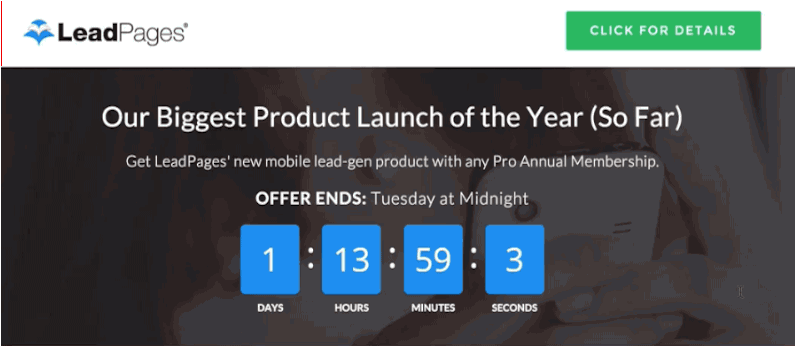 LeadPages®
CLICK FOR DETAILS
Our Biggest Product Launch of the Year (So Far)
Get LeadPages' new mobile lead-gen product with any Pro Annual Membership.
OFFER ENDS: Tuesday at Midnight
1 : 13 : 59 : 3
DAYS HOURS MINUTES SECONDS